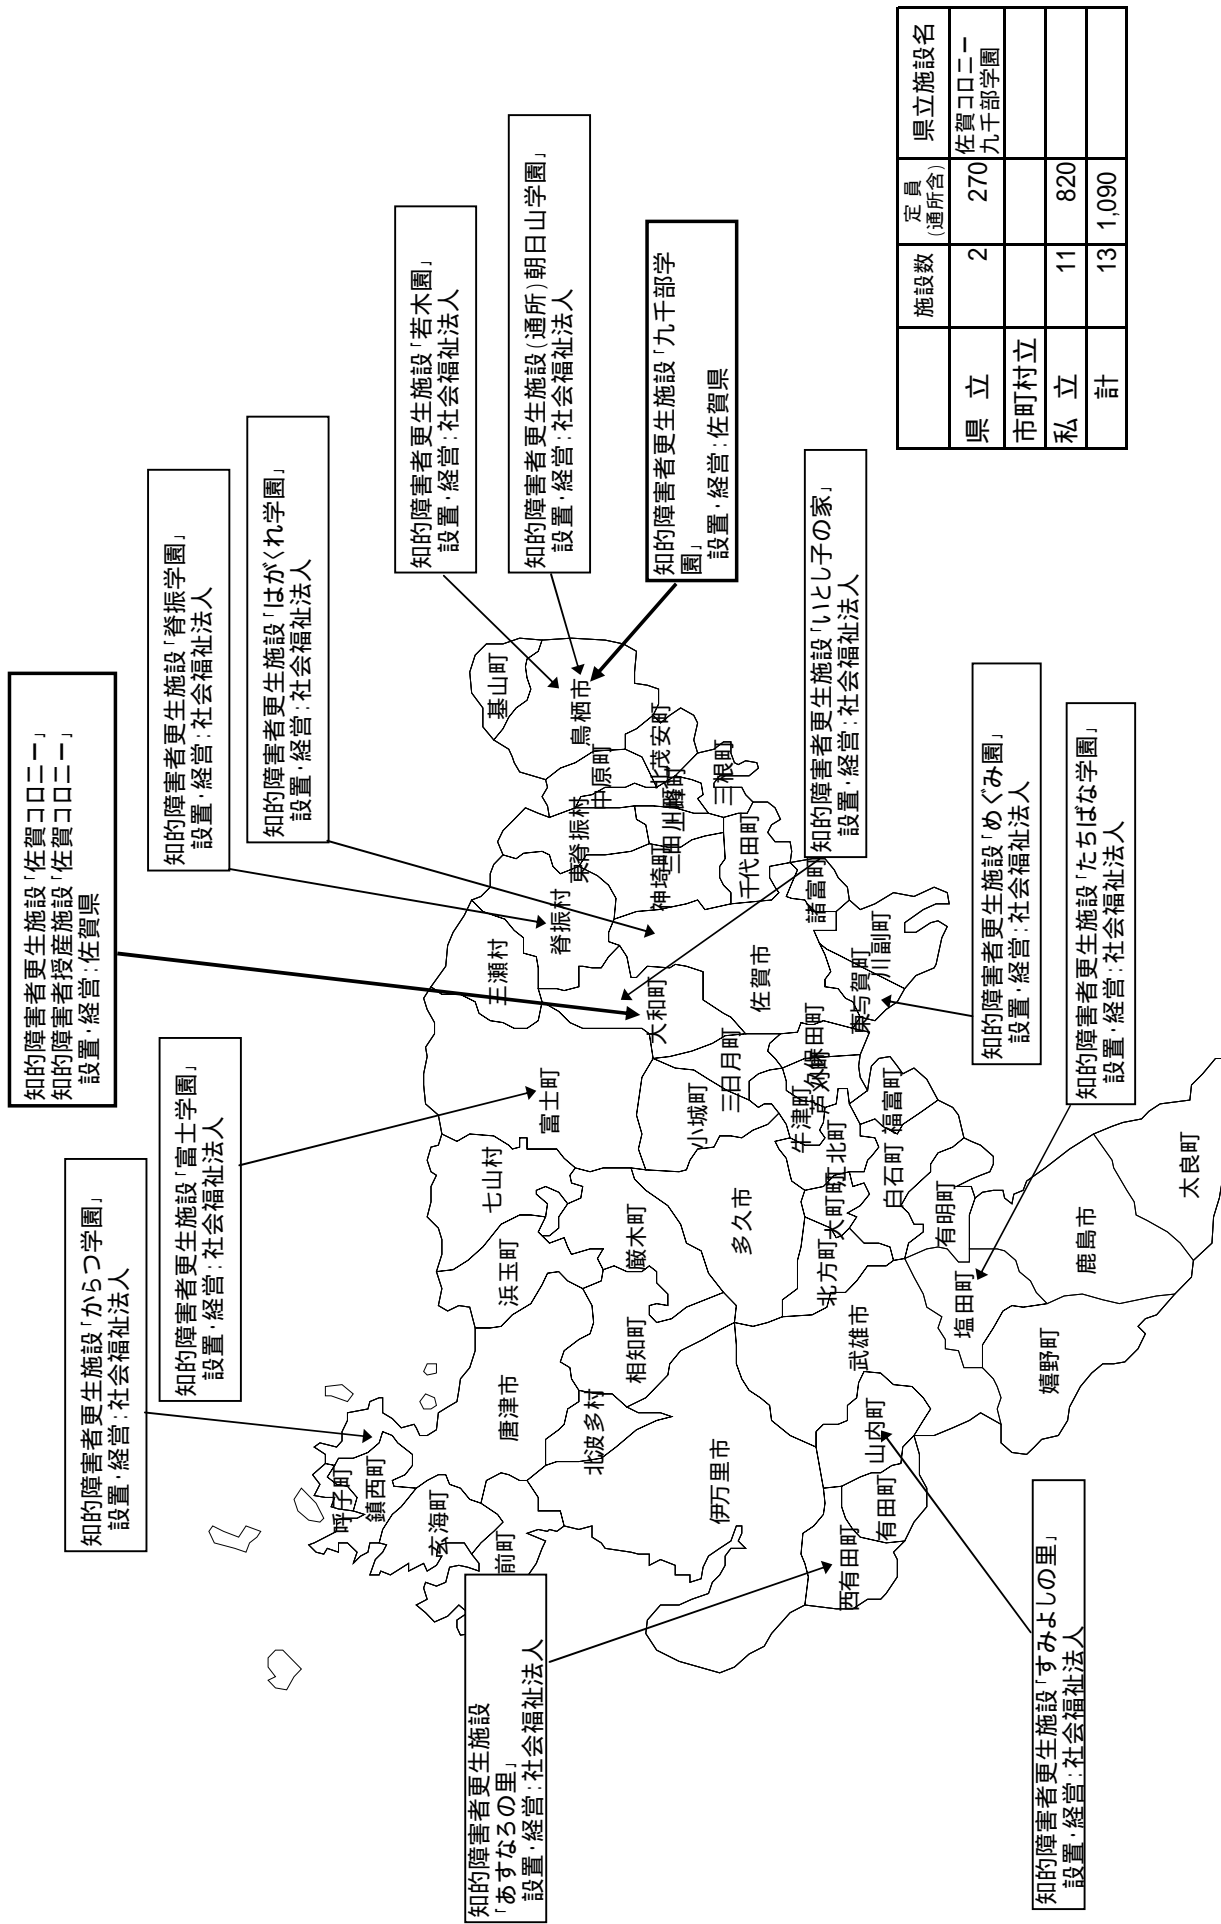 知的障害者更生施設「佐賀コロニー」
知的障害者授産施設「佐賀コロニー」
設置・経営：佐賀県
知的障害者更生施設「からつ学園」
設置・経営：社会福祉法人
知的障害者更生施設「富士学園」
設置・経営：社会福祉法人
知的障害者更生施設「脊振学園」
設置・経営：社会福祉法人
知的障害者更生施設「はがくれ学園」
設置・経営：社会福祉法人
知的障害者更生施設「若木園」
設置・経営：社会福祉法人
知的障害者更生施設(通所)朝日山学園」
設置・経営：社会福祉法人
知的障害者更生施設「九千部学
園」
設置・経営：佐賀県
知的障害者更生施設「いとし子の家」
設置・経営：社会福祉法人
知的障害者更生施設「めぐみ園」
設置・経営：社会福祉法人
知的障害者更生施設「たちばな学園」
設置・経営：社会福祉法人
知的障害者更生施設
「あすなろの里」
設置・経営：社会福祉法人
知的障害者更生施設「すみよしの里」
設置・経営：社会福祉法人
呼子町
鎮西町
玄海町
前町
唐津市
浜玉町
七山村
富士町
三瀬村
脊振村
東脊振村
基山町
鳥栖市
中原町
北茂安町
三根町
上峰町
三田川町
神埼町
千代田町
諸富町
川副町
東与賀町
佐賀市
大和町
久保田町
三日月町
小城町
牛津町
芦刈町
北波多村
相知町
厳木町
多久市
江北町
大町町
北方町
福富町
白石町
有明町
伊万里市
武雄市
山内町
有田町
西有田町
塩田町
嬉野町
鹿島市
太良町
施設数 定員 県立施設名
(通所含)
県 立 2 270 佐賀コロニー
九千部学園
市町村立
私 立 11 820
計 13 1,090